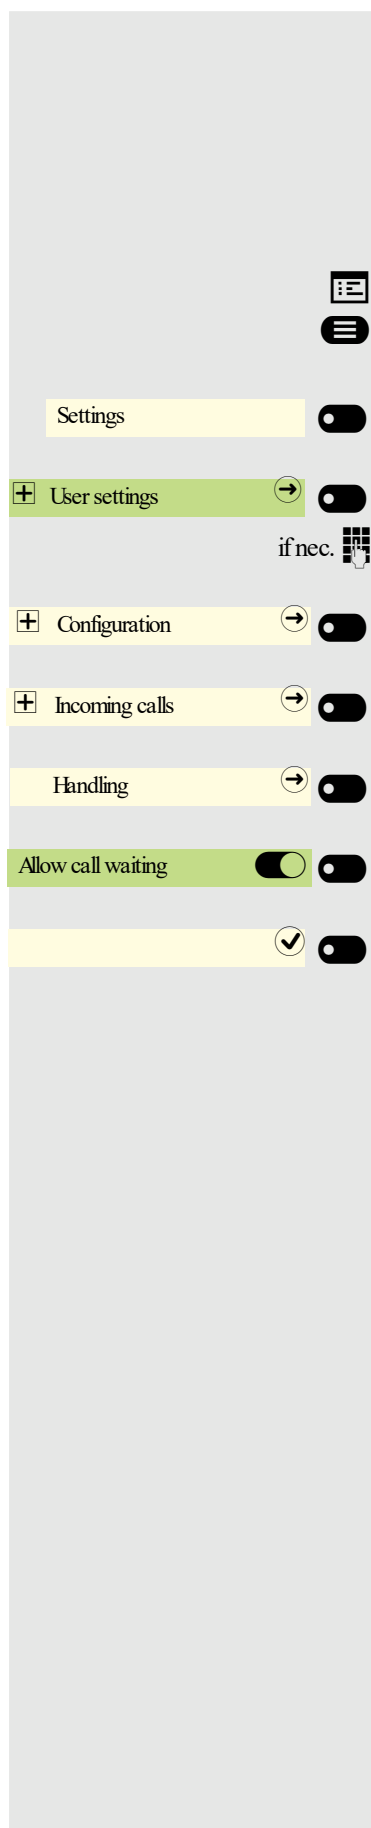 Settings
User settings
if nec.
Configuration
Incoming calls
Handling
Allow call waiting